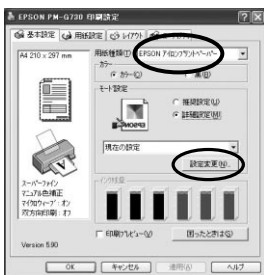 EPSON PM-G730 印刷設定
基本設定 用紙設定 レイアウト
A4 210 x 297 mm
用紙種類(T) EPSON アイロンプリントペーパー
カラー
カラー(C) 黒(B)
モード設定
推奨設定(U)
詳細設定(M)
現在の設定
設定変更(N)...
スーパーファイン
マニュアル色補正
マイクロウィーブ : オン
双方向印刷 : オン
インク残量
印刷プレビュー(V) 困ったときは(S)
Version 5.90
OK キャンセル 適用(A) ヘルプ